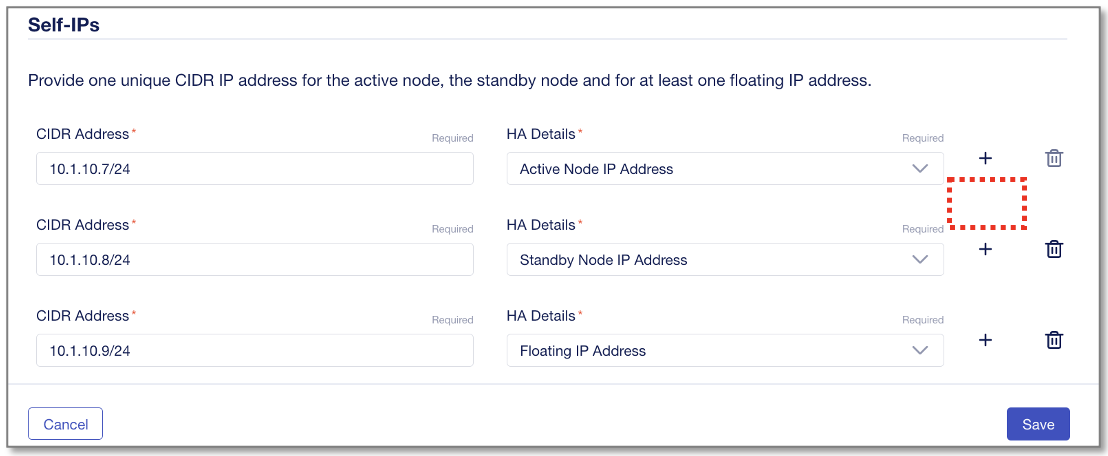 Self-IPs
Provide one unique CIDR IP address for the active node, the standby node and for at least one floating IP address.
CIDR Address* Required HA Details* Required
10.1.10.7/24 Active Node IP Address +
CIDR Address* Required HA Details* Required
10.1.10.8/24 Standby Node IP Address +
CIDR Address* Required HA Details* Required
10.1.10.9/24 Floating IP Address +
Cancel Save